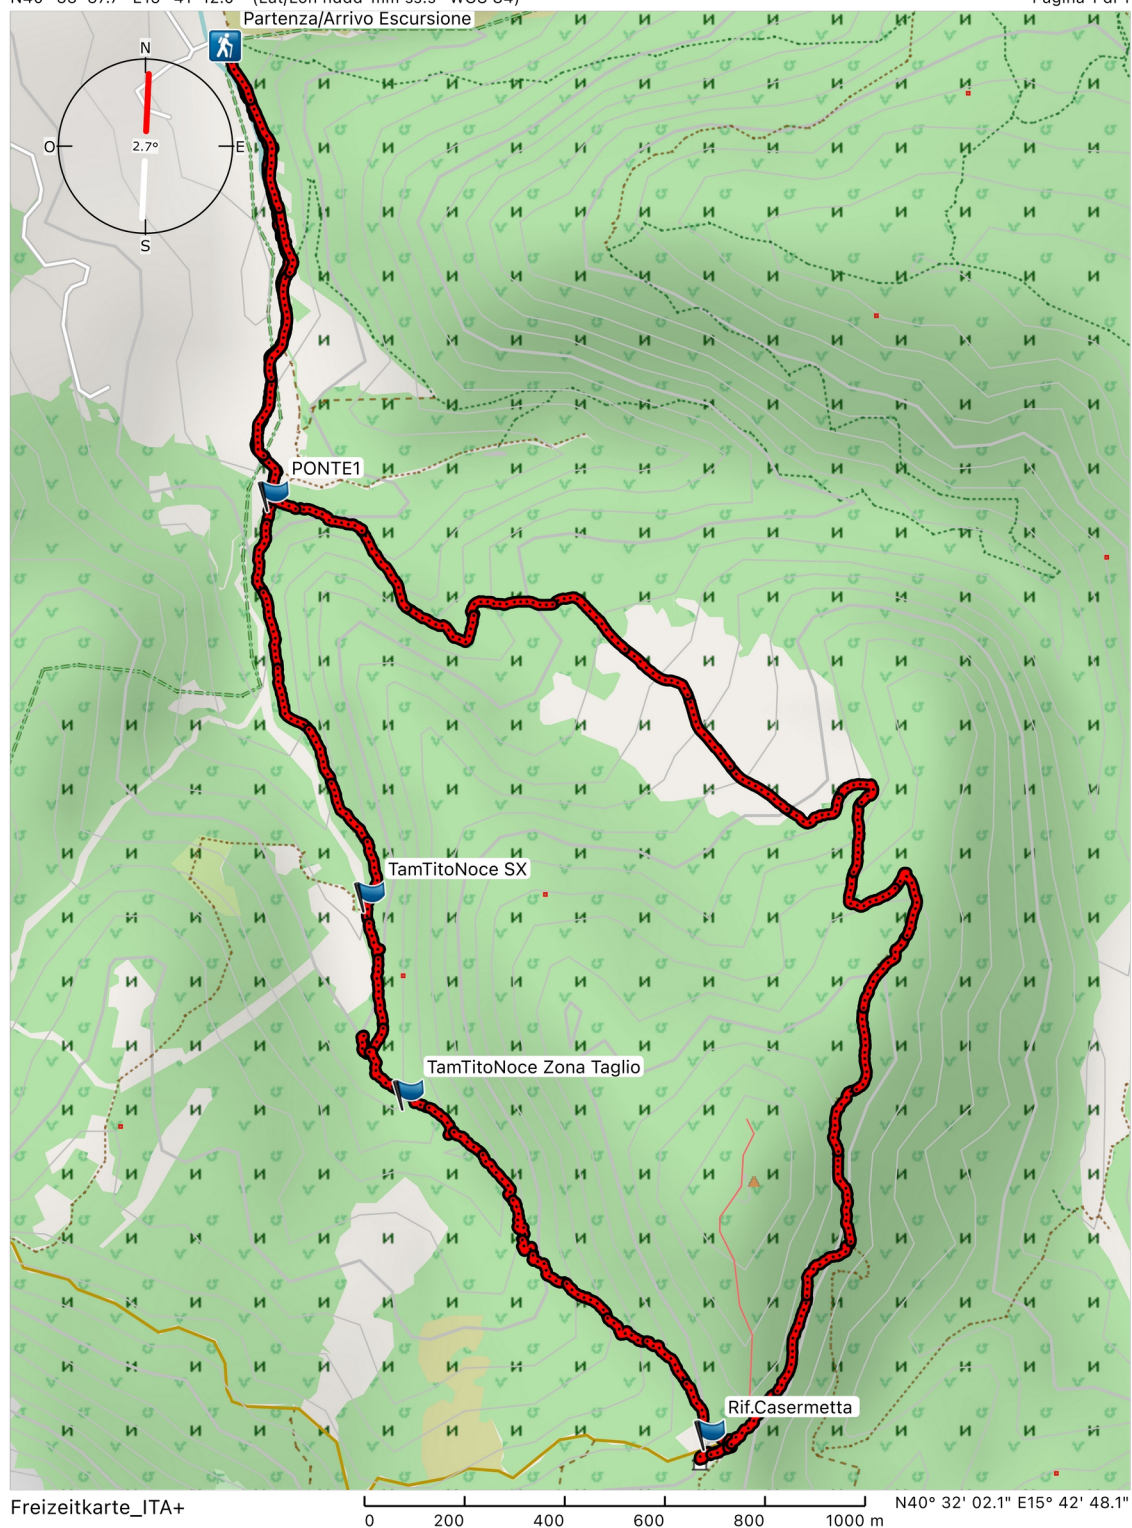 Partenza/Arrivo Escursione
N
O
2.7°
E
S
PONTE1
TamTitoNoce SX
TamTitoNoce Zona Taglio
Rif.Casermetta
Freizeitkarte_ITA+
N40° 32' 02.1" E15° 42' 48.1"
0 200 400 600 800 1000 m